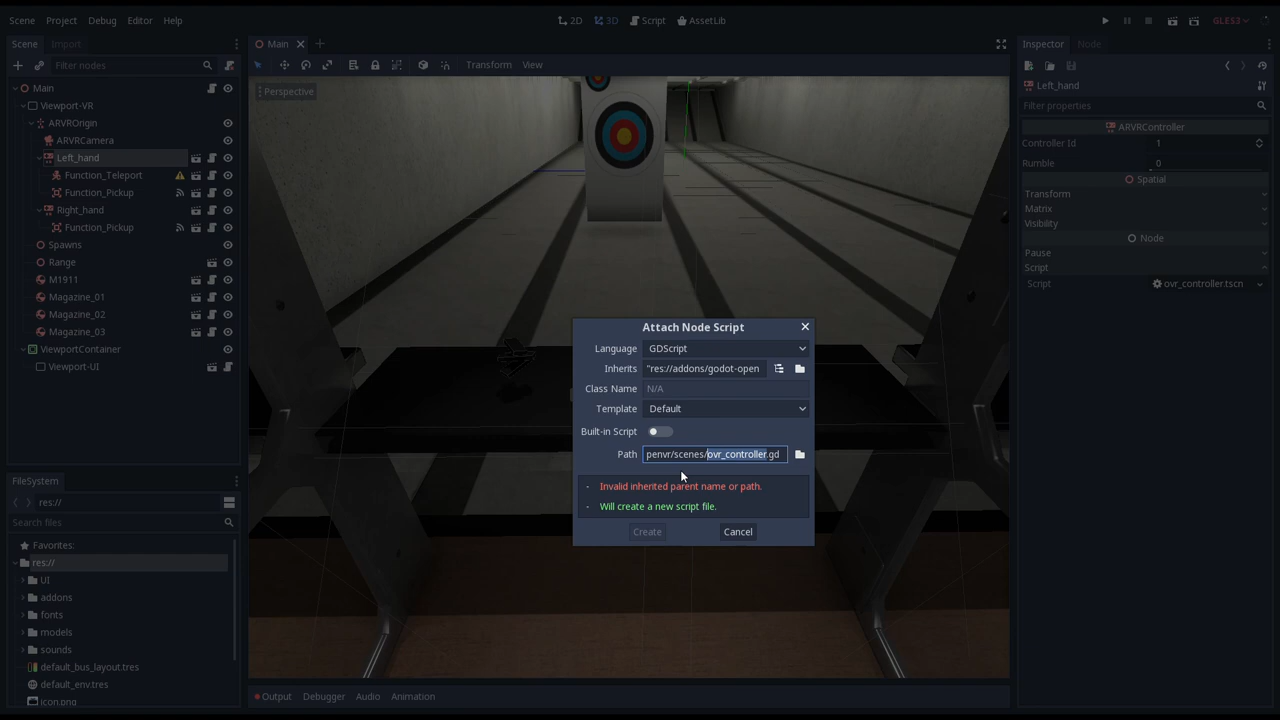 Scene Project Debug Editor Help
2D 3D Script AssetLib
GLES3
Scene Import
Main
Inspector Node
Filter nodes
Transform View
Left_hand
Filter properties
Perspective
Main
Viewport-VR
ARVROrigin
ARVRCamera
Left_hand
Function_Teleport
Function_Pickup
Right_hand
Function_Pickup
Spawns
Range
M1911
Magazine_01
Magazine_02
Magazine_03
ViewportContainer
Viewport-UI
ARVRController
Controller Id 1
Rumble 0
Spatial
Transform
Matrix
Visibility
Node
Pause
Script
Script ovr_controller.tscn
Attach Node Script
Language GDScript
Inherits "res://addons/godot-open
Class Name N/A
Template Default
Built-in Script
Path penvr/scenes/ovr_controller.gd
- Invalid inherited parent name or path.
- Will create a new script file.
Create Cancel
FileSystem
res://
Search files
Favorites:
res://
UI
addons
fonts
models
sounds
default_bus_layout.tres
default_env.tres
icon.png
Output Debugger Audio Animation